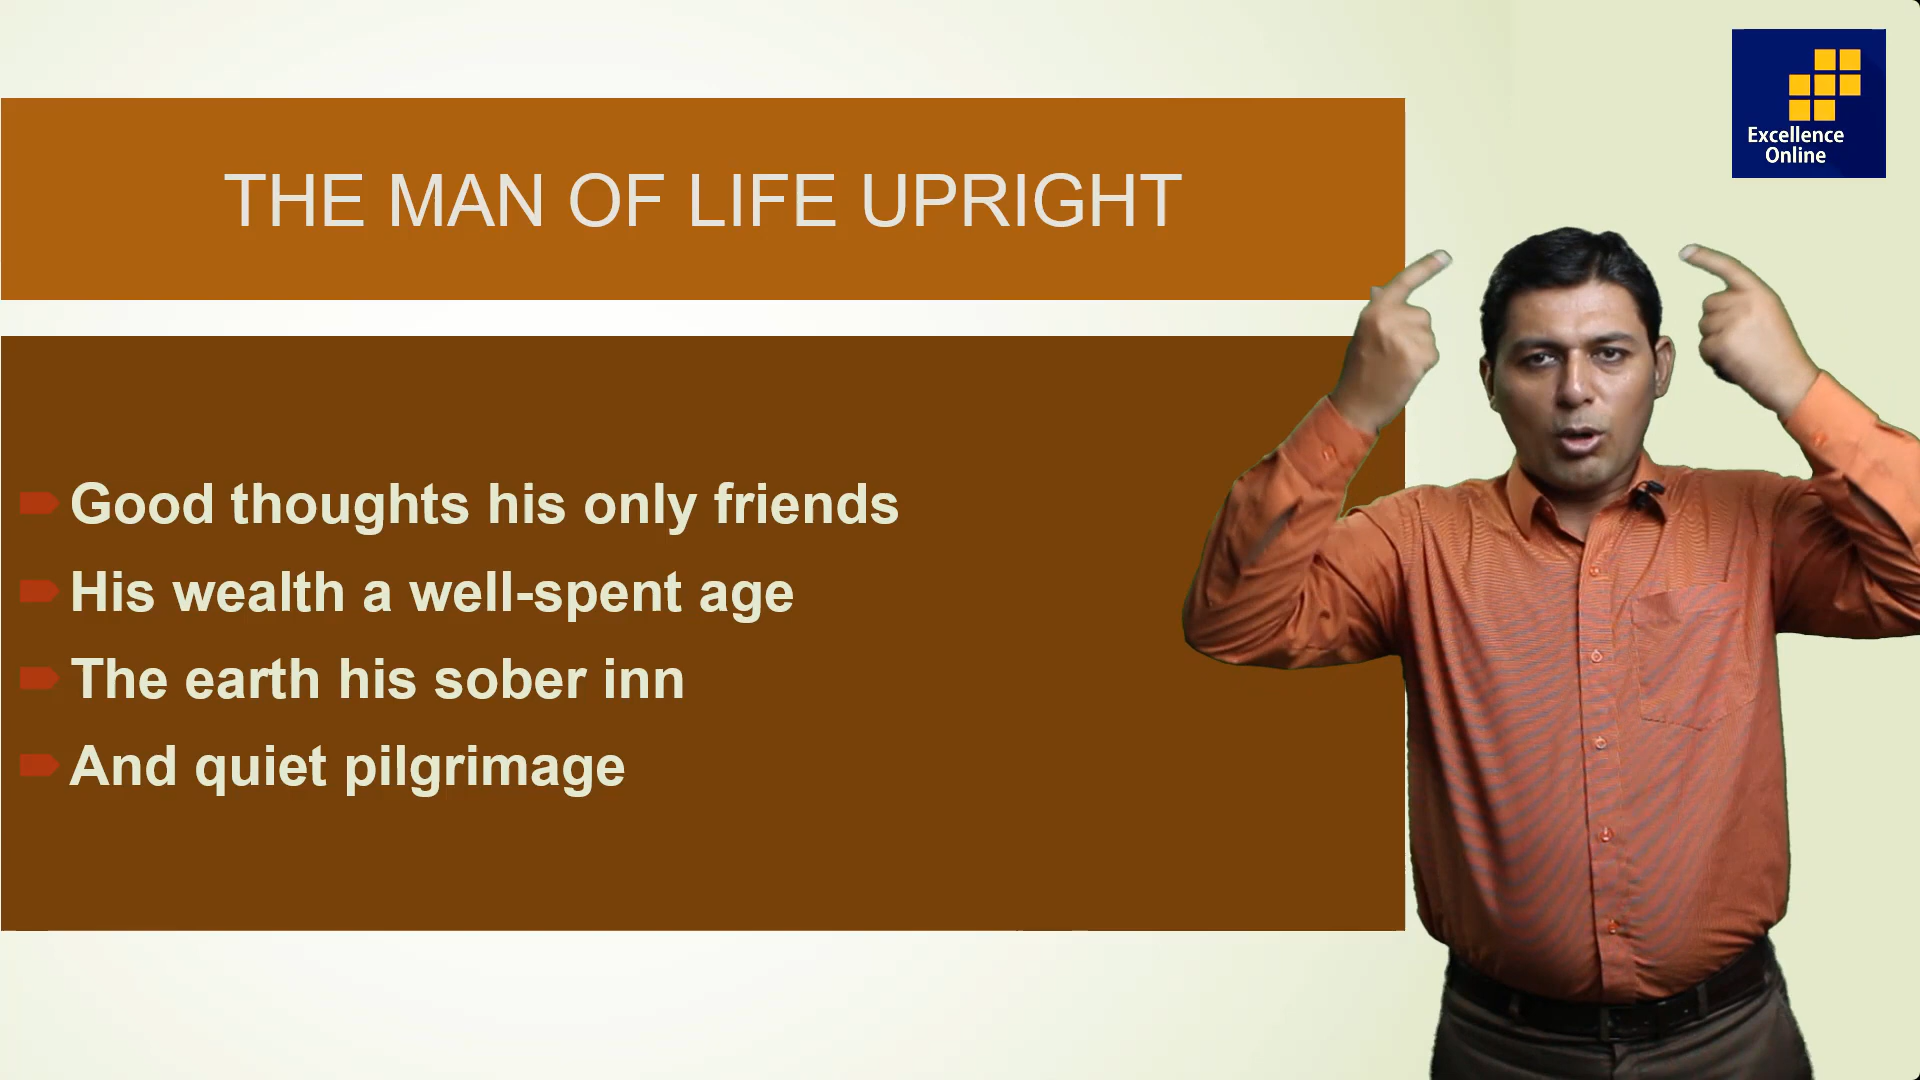 Excellence
Online
THE MAN OF LIFE UPRIGHT
Good thoughts his only friends
His wealth a well-spent age
The earth his sober inn
And quiet pilgrimage